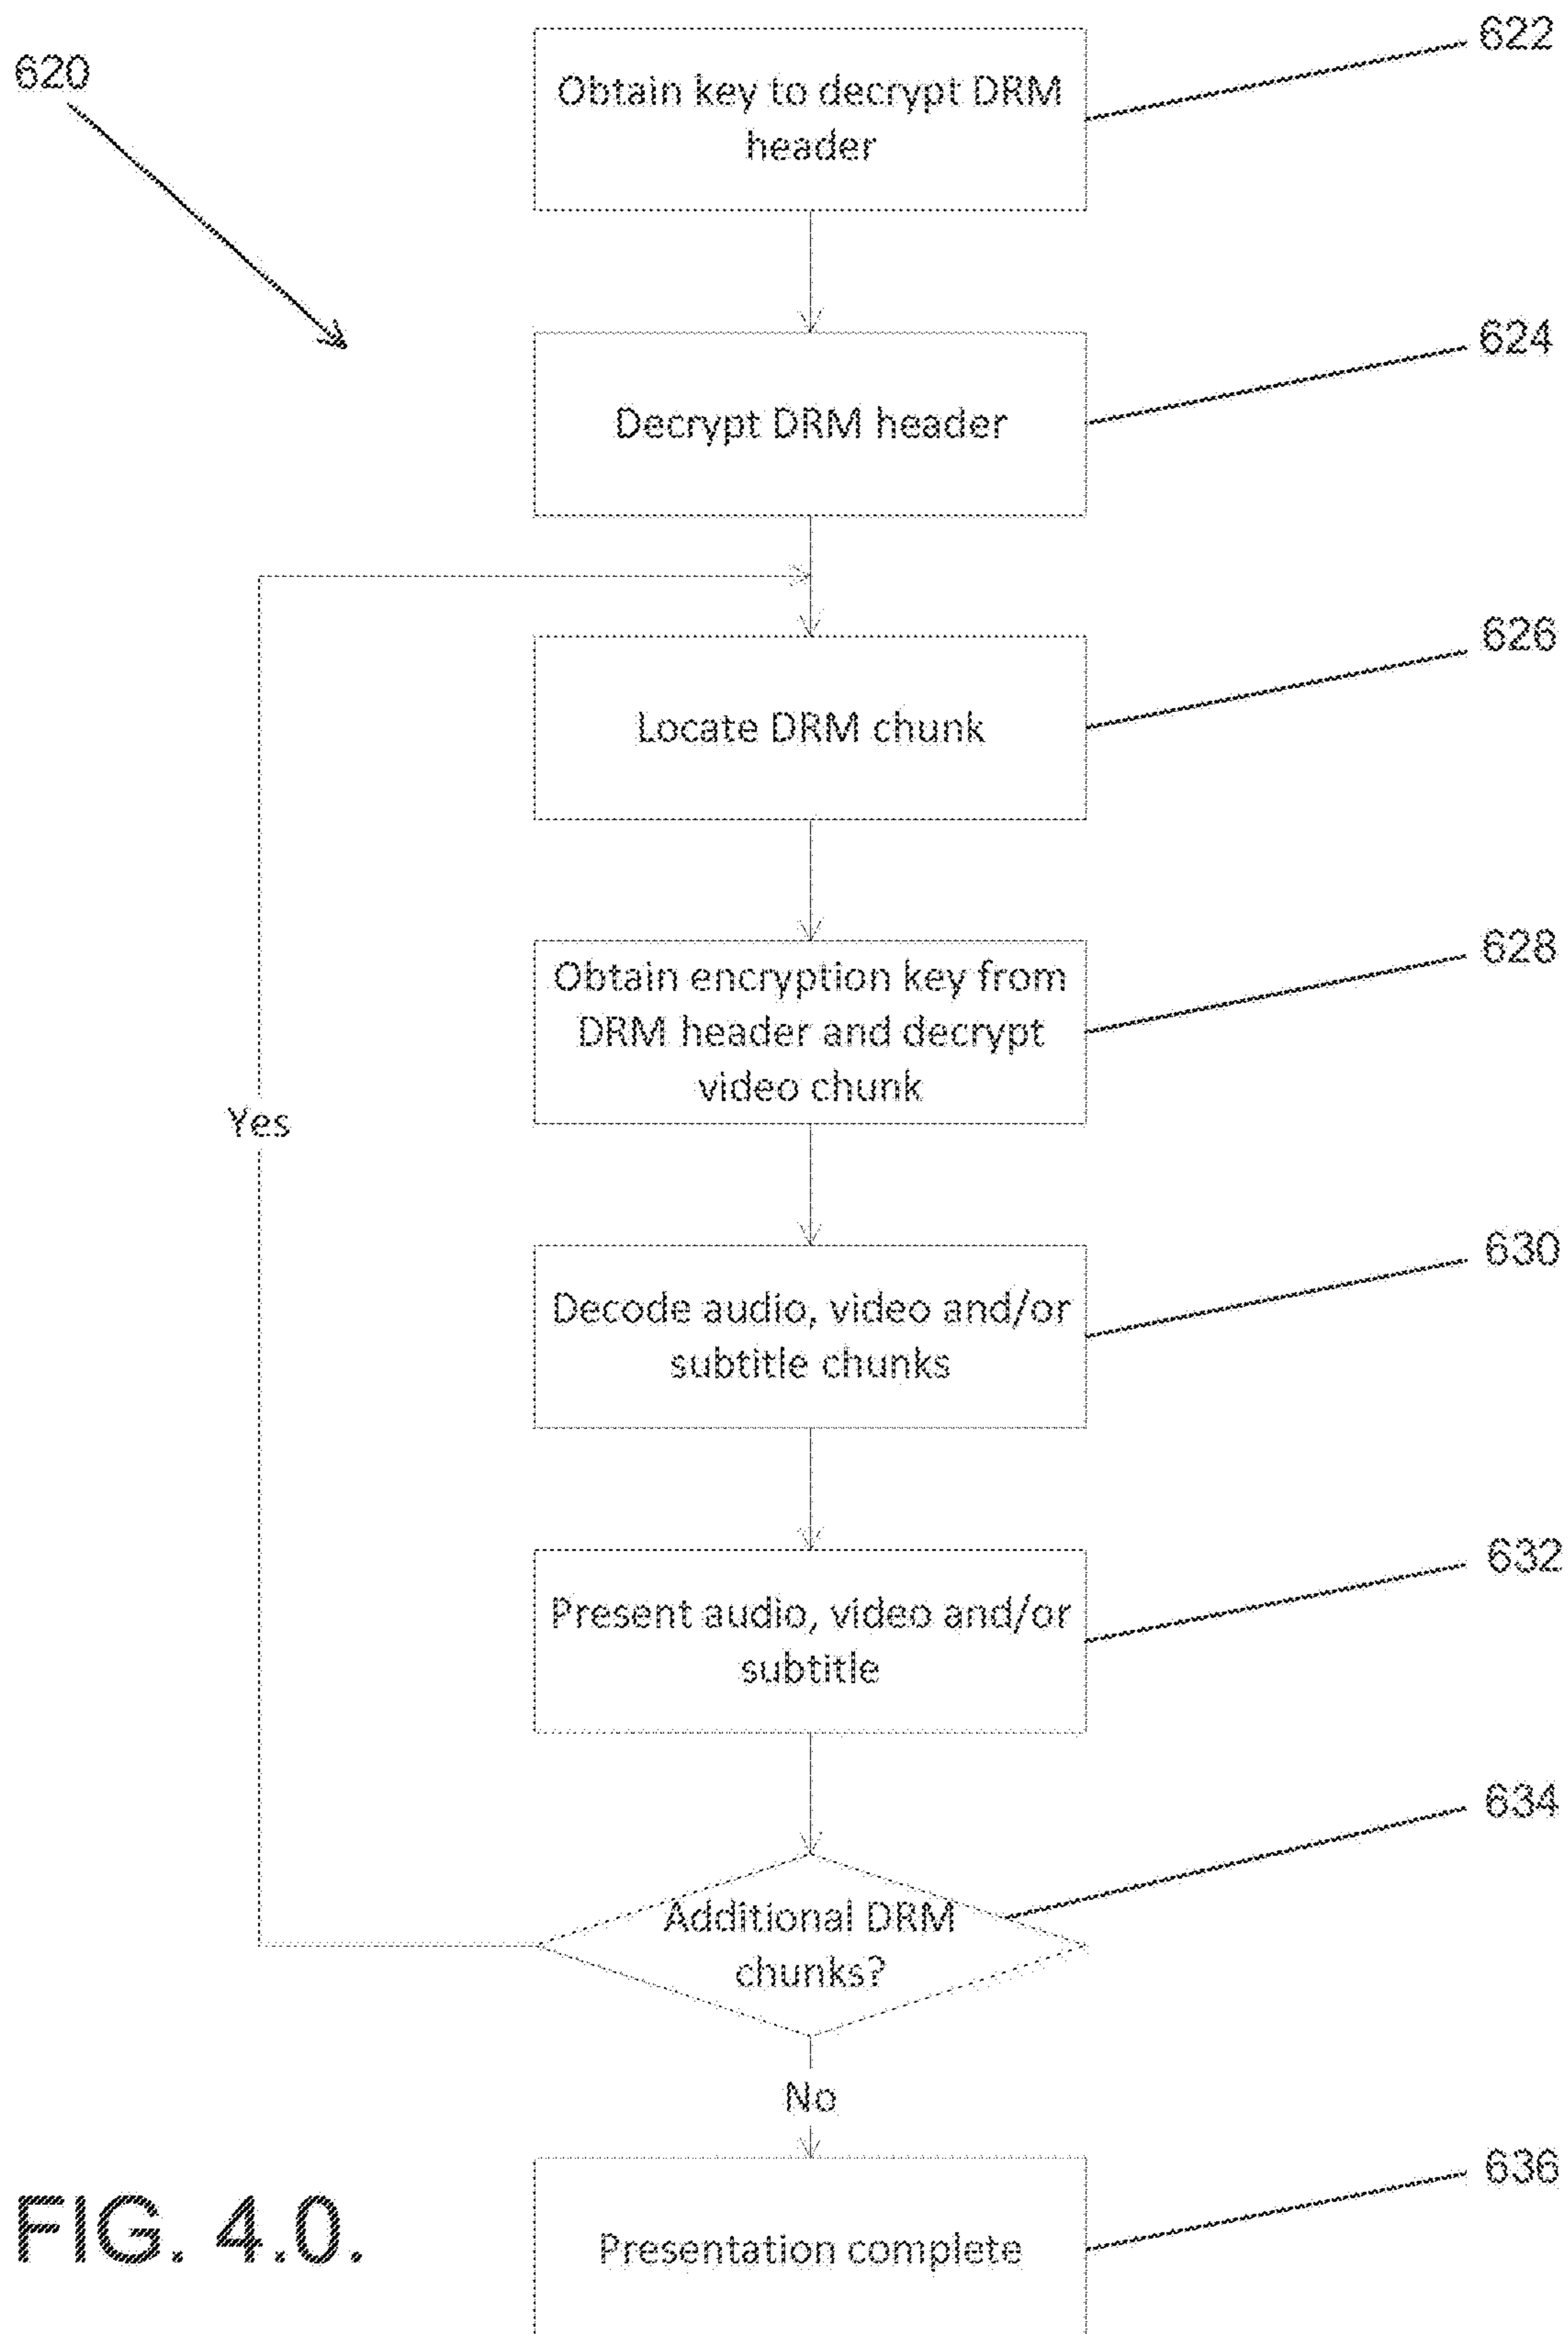 622
620
Obtain key to decrypt DRM
header
624
Decrypt DRM header
626
Locate DRM chunk
628
Obtain encryption key from
DRM header and decrypt
video chunk
Yes
630
Decode audio, video and/or
subtitle chunks
632
Present audio, video and/or
subtitle
634
Additional DRM
chunks?
No
636
Presentation complete
FIG. 4.0.